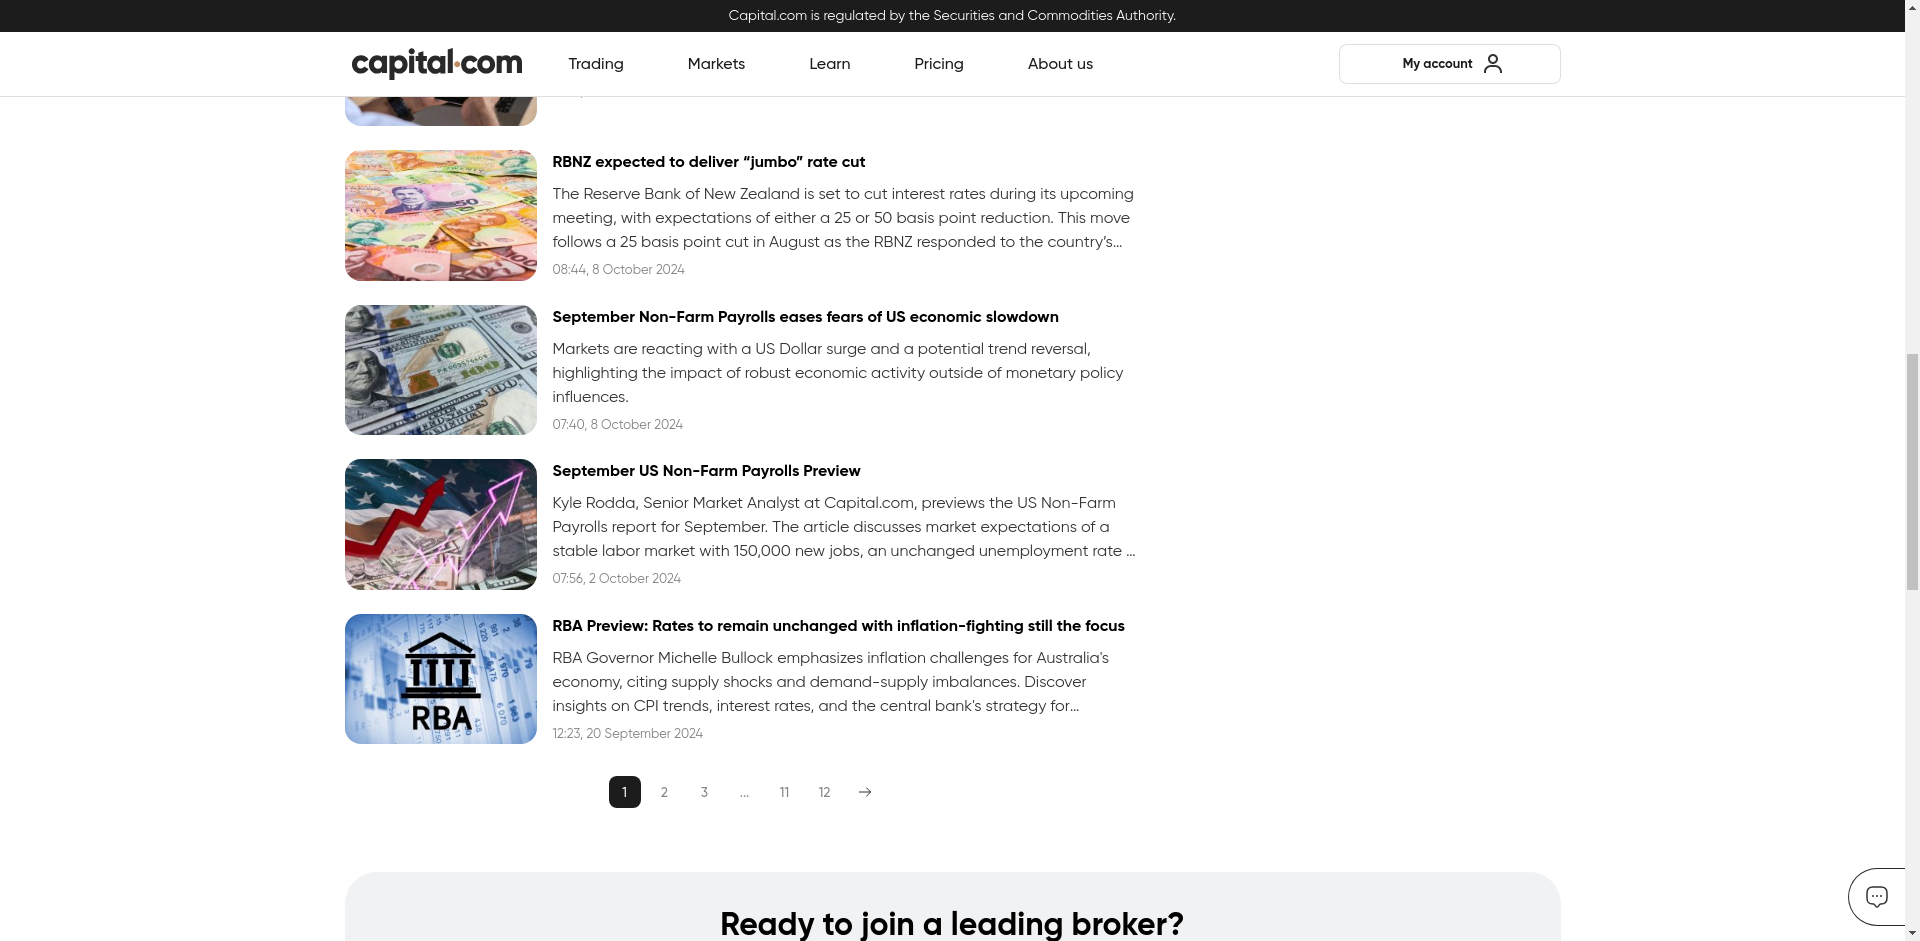 Capital.com is regulated by the Securities and Commodities Authority.
capital.com
Trading
Markets
Learn
Pricing
About us
My account
RBNZ expected to deliver “jumbo” rate cut
The Reserve Bank of New Zealand is set to cut interest rates during its upcoming
meeting, with expectations of either a 25 or 50 basis point reduction. This move
follows a 25 basis point cut in August as the RBNZ responded to the country’s...
08:44, 8 October 2024
September Non-Farm Payrolls eases fears of US economic slowdown
Markets are reacting with a US Dollar surge and a potential trend reversal,
highlighting the impact of robust economic activity outside of monetary policy
influences.
07:40, 8 October 2024
September US Non-Farm Payrolls Preview
Kyle Rodda, Senior Market Analyst at Capital.com, previews the US Non-Farm
Payrolls report for September. The article discusses market expectations of a
stable labor market with 150,000 new jobs, an unchanged unemployment rate ...
07:56, 2 October 2024
RBA
RBA Preview: Rates to remain unchanged with inflation-fighting still the focus
RBA Governor Michelle Bullock emphasizes inflation challenges for Australia's
economy, citing supply shocks and demand-supply imbalances. Discover
insights on CPI trends, interest rates, and the central bank's strategy for...
12:23, 20 September 2024
1 2 3 ... 11 12
Ready to join a leading broker?